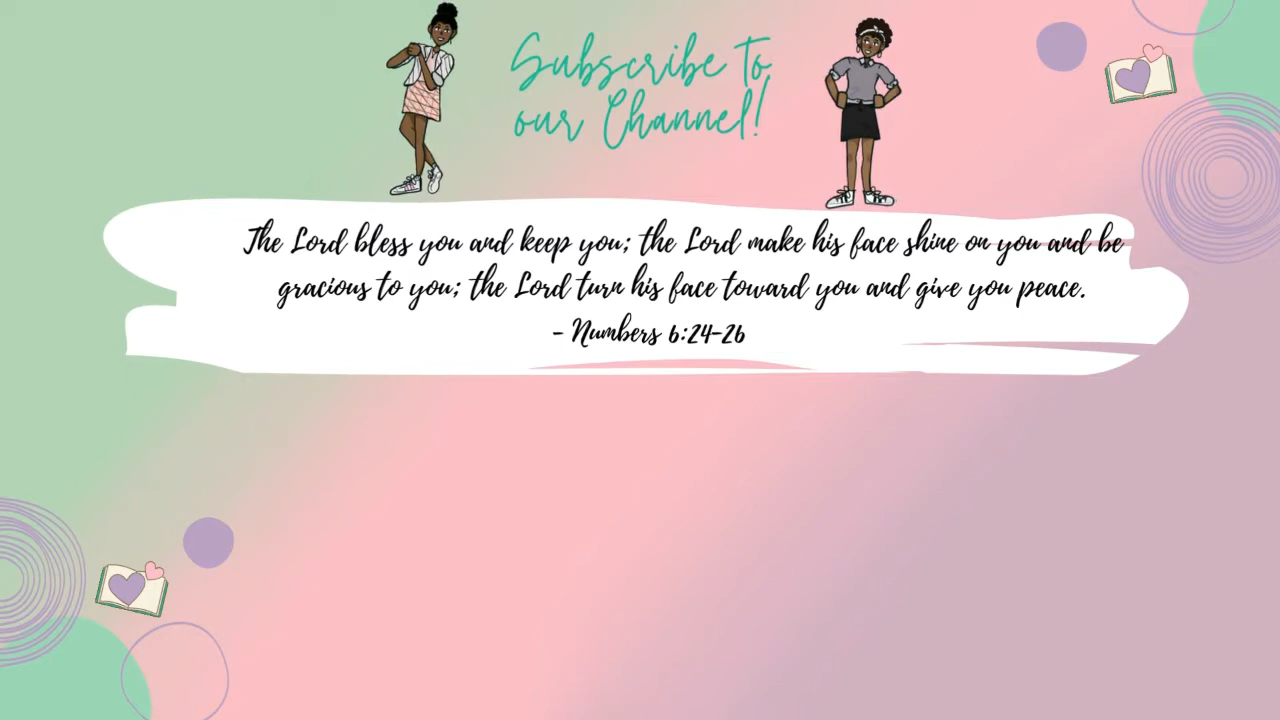 Subscribe to
our Channel!
The Lord bless you and keep you; the Lord make his face shine on you and be
gracious to you; the Lord turn his face toward you and give you peace.
- Numbers 6:24-26